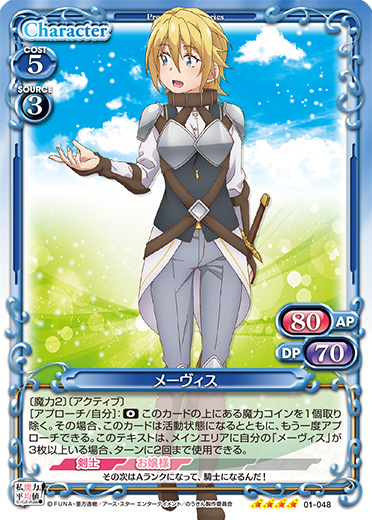 Character
COST
5
SOURCE
3
80 AP
DP 70
メーヴィス
〔魔力2〕〔アクティブ〕
〔アプローチ/自分〕:このカードの上にある魔力コインを1個取り
除く。その場合、このカードは活動状態になるとともに、もう一度アプ
ローチできる。このテキストは、メインエリアに自分の「メーヴィス」が
3枚以上いる場合、ターンに2回まで使用できる。
剣士 お嬢様
その次はAランクになって、騎士になるんだ!
私、能力
平均値
©FUNA・亜方逸樹/アース・スター エンターテイメント/のうきん製作委員会
01-048